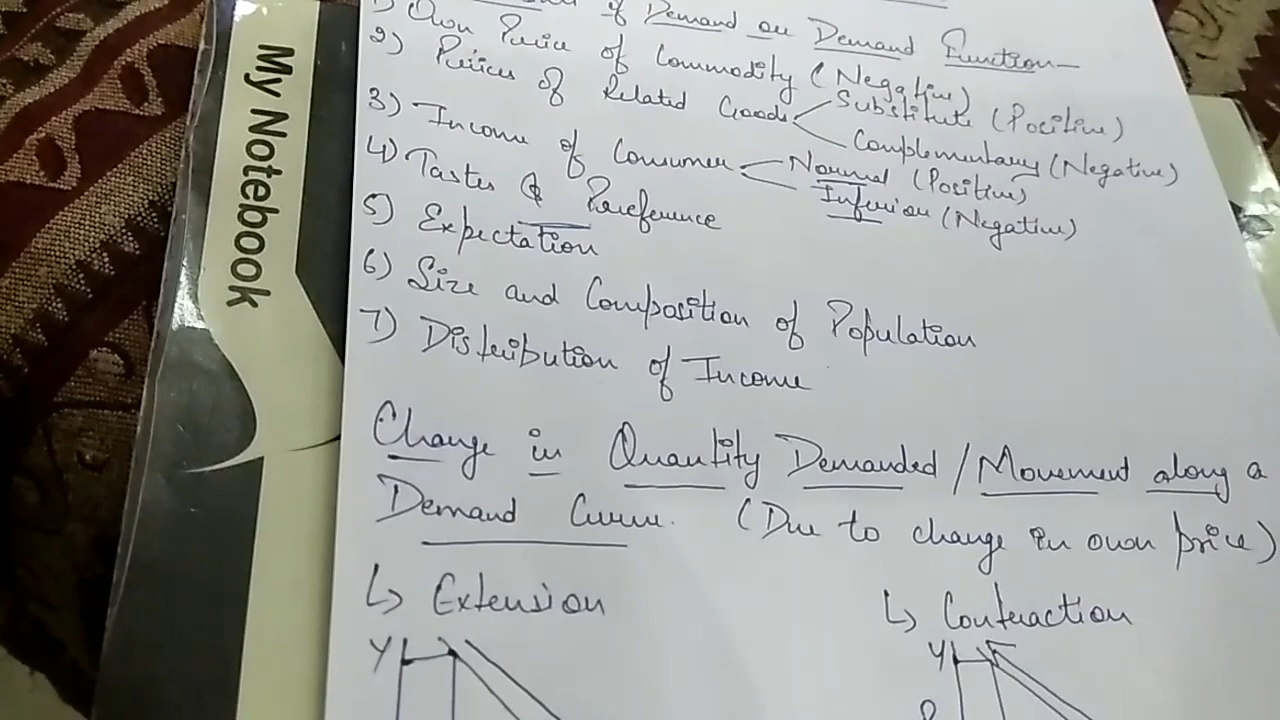 of Demand or Demand Function
1) Own Price of Commodity (Negative)
2) Prices of Related Goods Substitute (Positive)
Complementary (Negative)
3) Income of Consumer Normal (Positive)
Inferior (Negative)
4) Tastes & Preference
5) Expectation
6) Size and Composition of Population
7) Distribution of Income
Change in Quantity Demanded / Movement along a
Demand Curve. (Due to change in own price)
↳ Extension
↳ Contraction
Y
Y
P
My Notebook